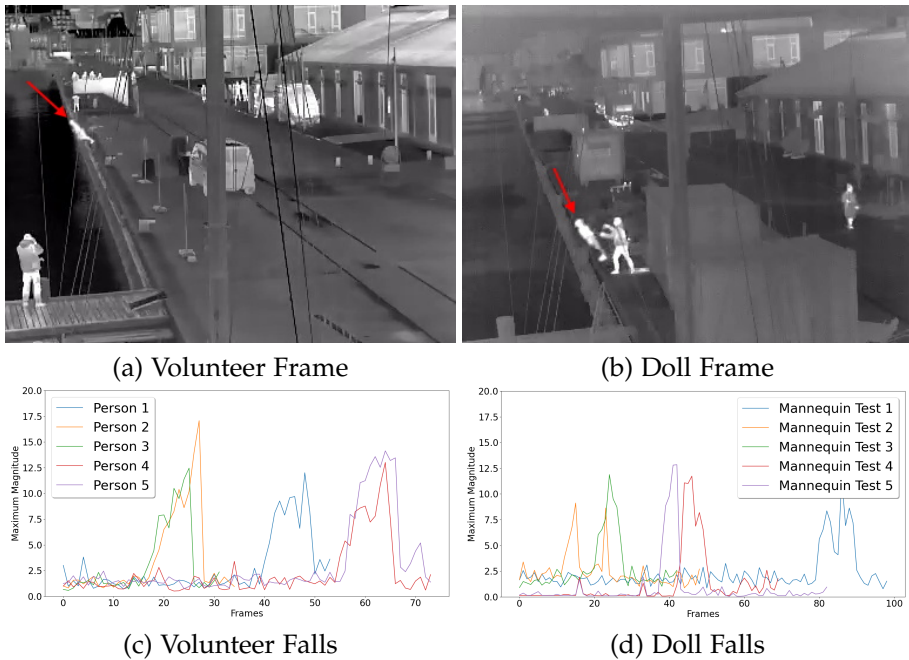 (a) Volunteer Frame
(b) Doll Frame
20.0
17.5
15.0
12.5
10.0
7.5
5.0
2.5
0.0
Maximum Magnitude
Person 1
Person 2
Person 3
Person 4
Person 5
0 10 20 30 40 50 60 70
Frames
20.0
17.5
15.0
12.5
10.0
7.5
5.0
2.5
0.0
Maximum Magnitude
Mannequin Test 1
Mannequin Test 2
Mannequin Test 3
Mannequin Test 4
Mannequin Test 5
0 20 40 60 80 100
Frames
(c) Volunteer Falls
(d) Doll Falls